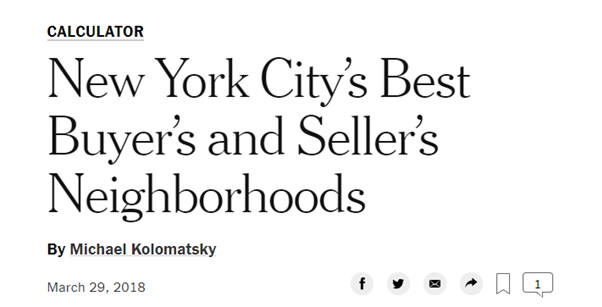 CALCULATOR
New York City's Best
Buyer's and Seller's
Neighborhoods
By Michael Kolomatsky
March 29, 2018
1